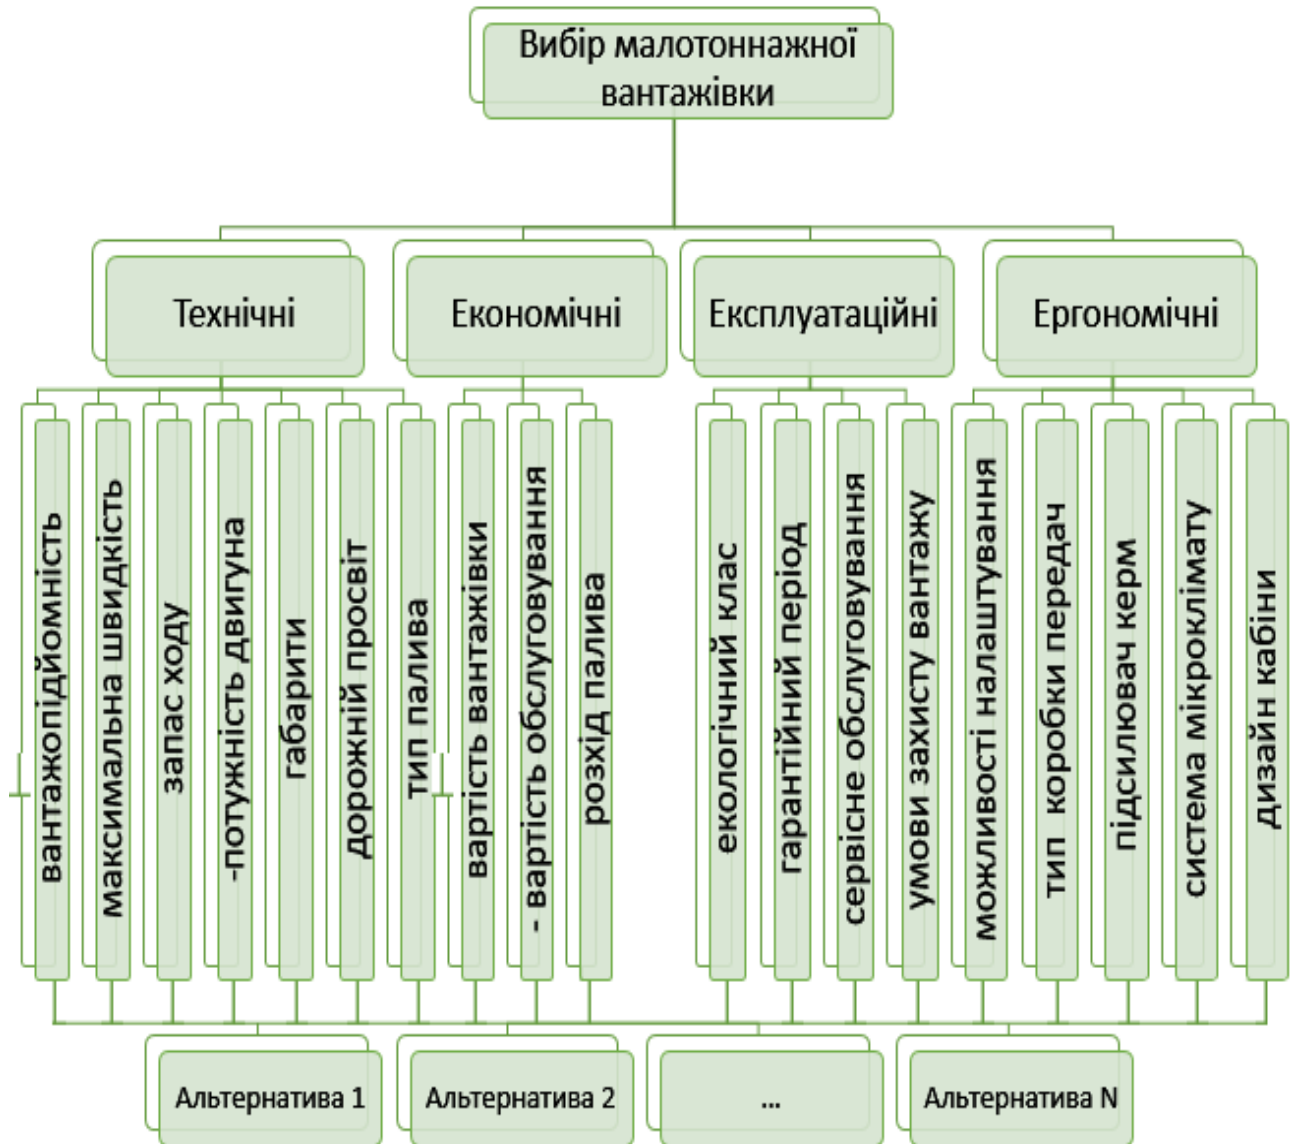 Вибір малотоннажної
вантажівки
Технічні
Економічні
Експлуатаційні
Ергономічні
вантажопідйомність
максимальна швидкість
запас ходу
-потужність двигуна
габарити
дорожній просвіт
тип палива
вартість вантажівки
- вартість обслуговування
розхід палива
екологічний клас
гарантійний період
сервісне обслуговування
умови захисту вантажу
можливості налаштування
тип коробки передач
підсилювач керм
система мікроклімату
дизайн кабіни
Альтернатива 1
Альтернатива 2
...
Альтернатива N